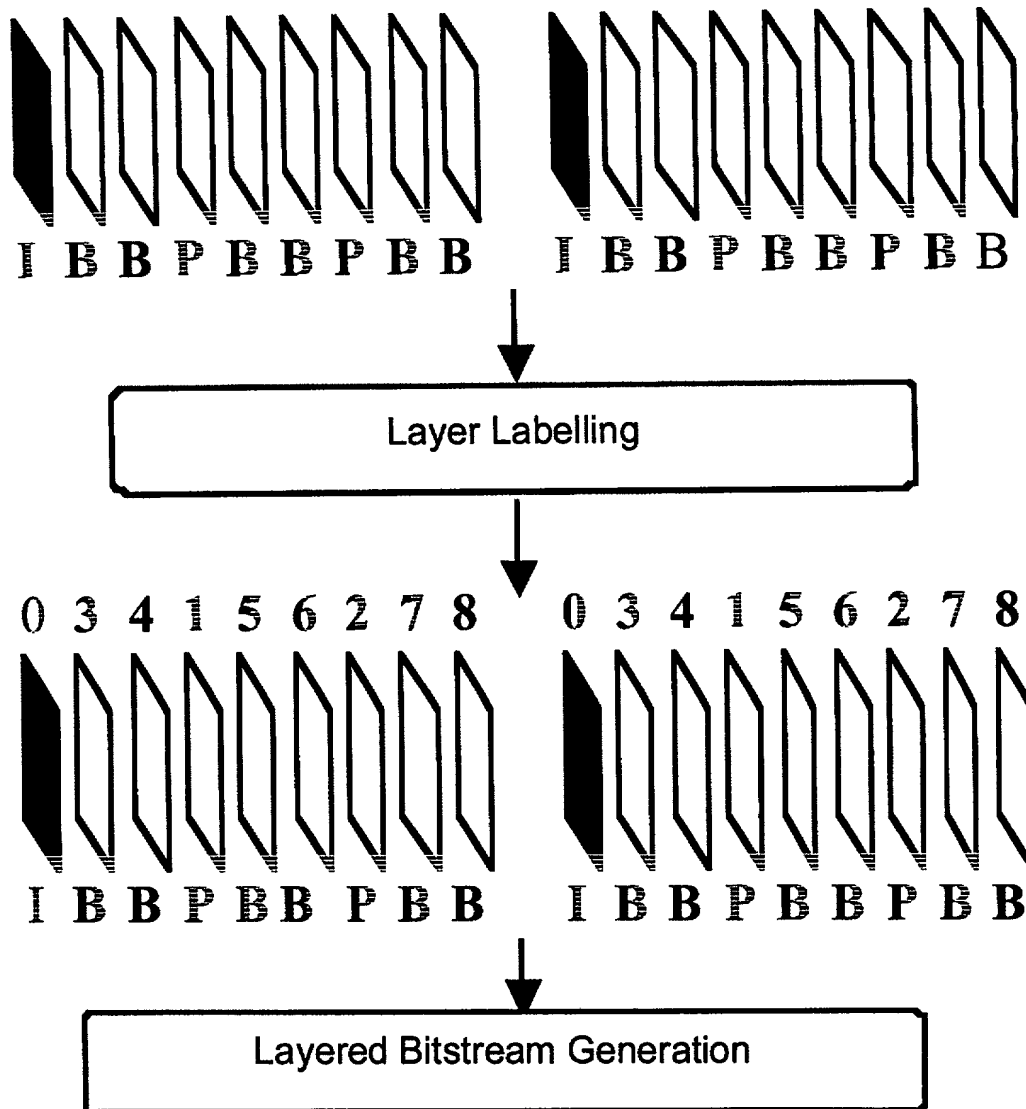 I B B P B B P B B I B B P B B P B B
Layer Labelling
0 3 4 1 5 6 2 7 8 0 3 4 1 5 6 2 7 8
I B B P B B P B B I B B P B B P B B
Layered Bitstream Generation